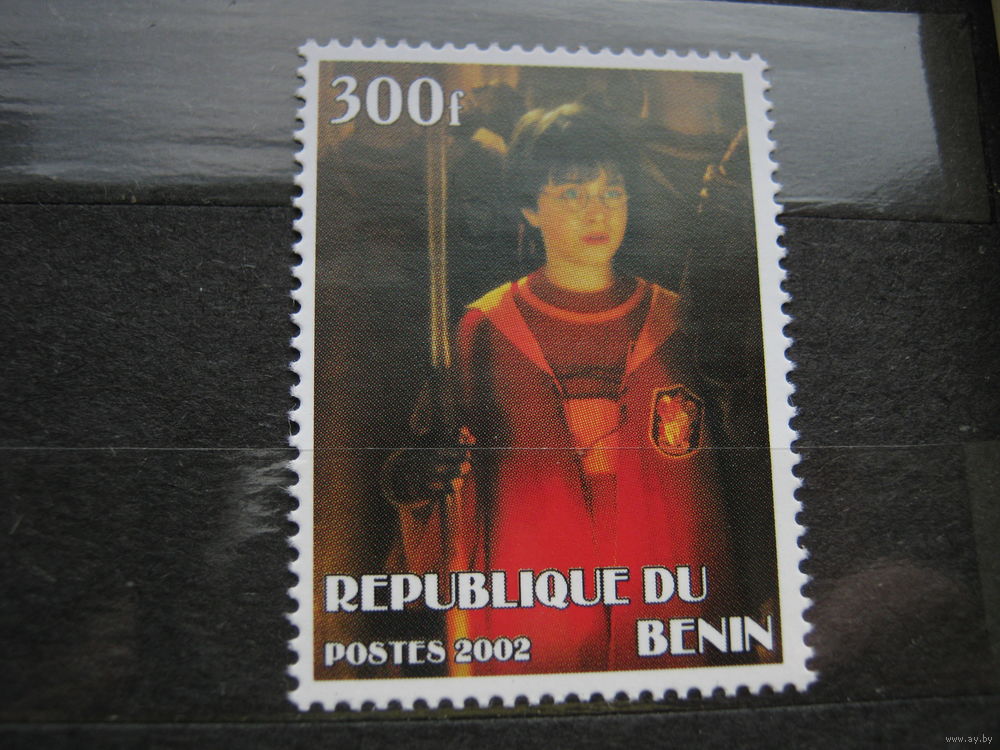 300f
REPUBLIQUE DU
BENIN
POSTES 2002
www.ay.by